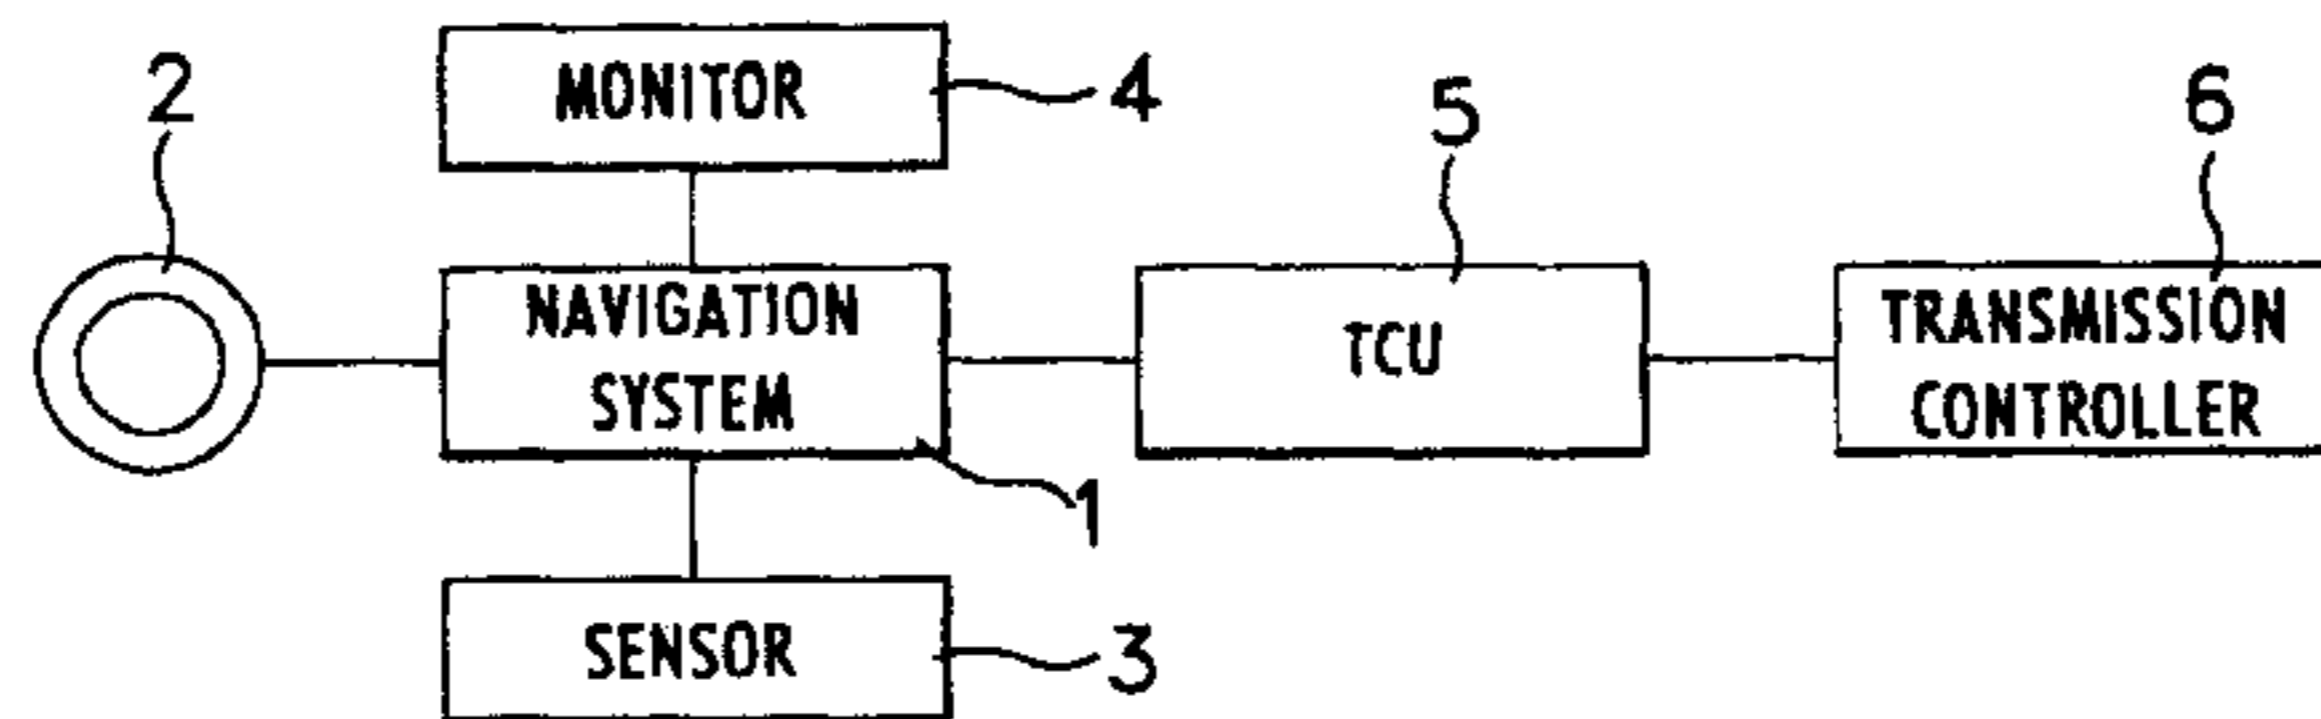 2
MONITOR
4
5
6
NAVIGATION
SYSTEM
1
TCU
TRANSMISSION
CONTROLLER
SENSOR
3